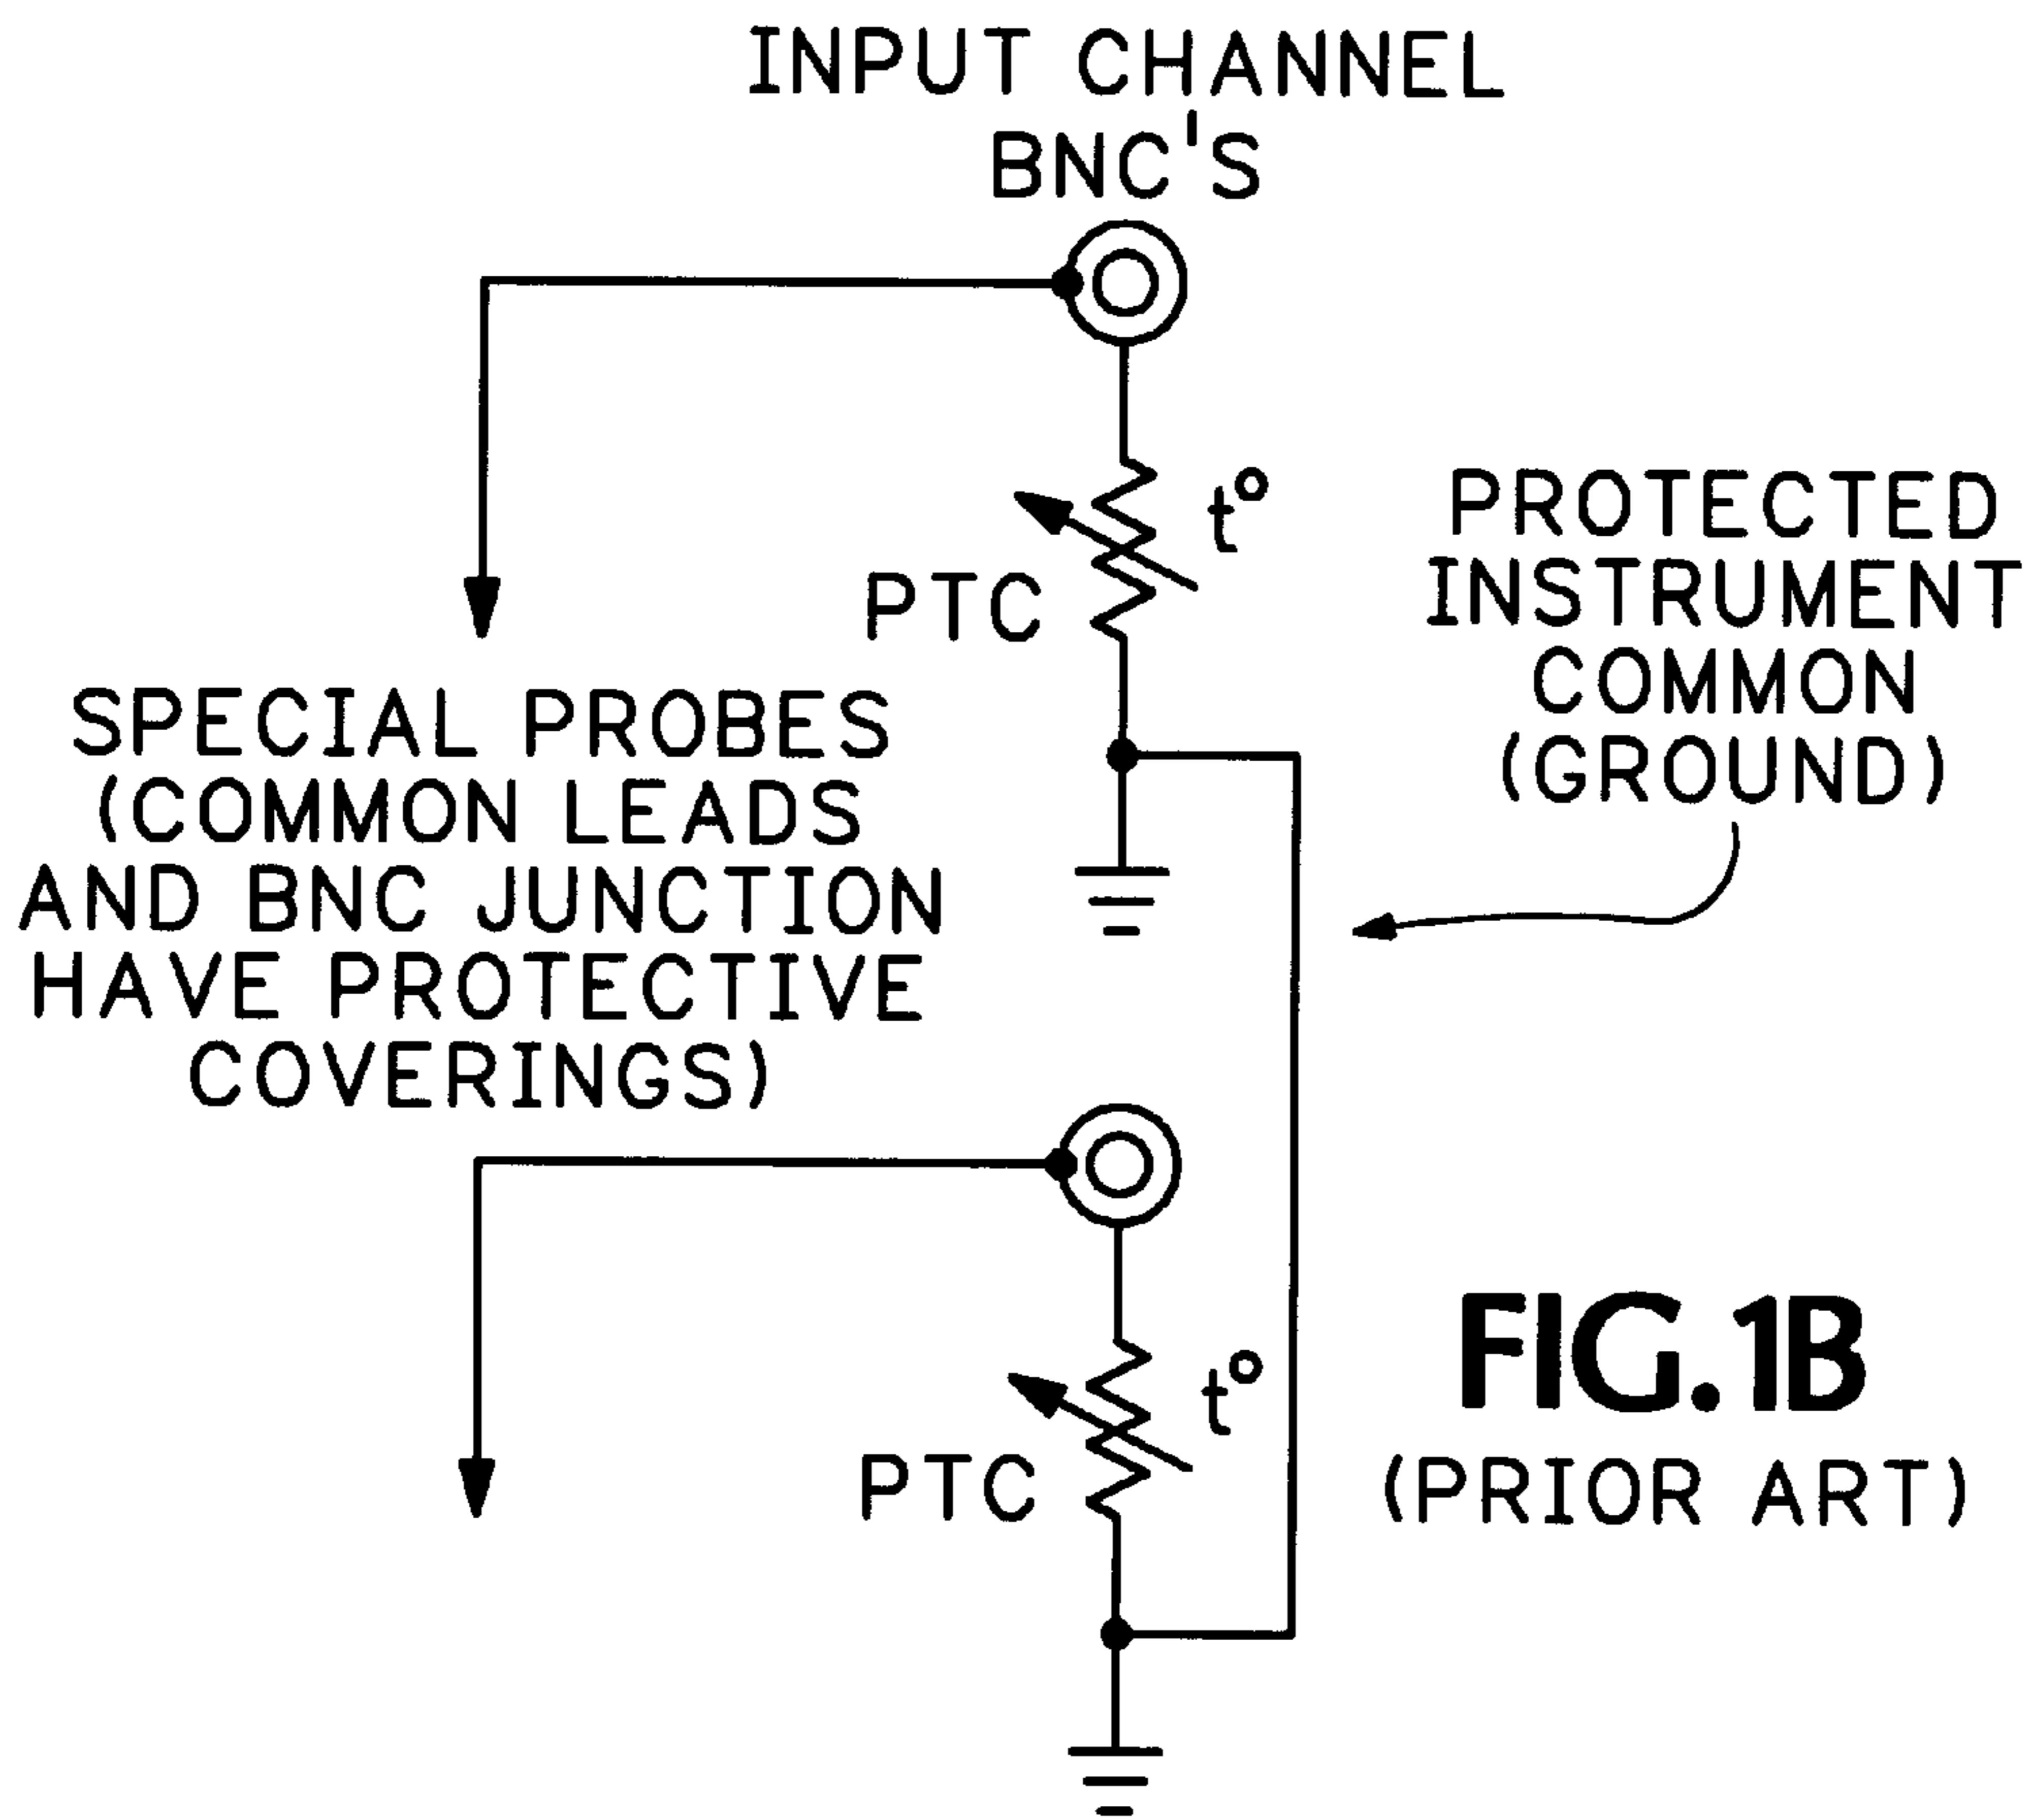 INPUT CHANNEL
BNC'S
t°
PTC
PROTECTED
INSTRUMENT
COMMON
(GROUND)
SPECIAL PROBES
(COMMON LEADS
AND BNC JUNCTION
HAVE PROTECTIVE
COVERINGS)
t°
PTC
FIG.1B
(PRIOR ART)